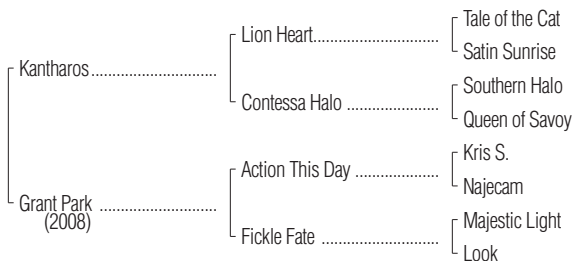 Tale of the Cat
Lion Heart
Satin Sunrise
Kantharos
Southern Halo
Contessa Halo
Queen of Savoy
Kris S.
Action This Day
Najecam
Grant Park
(2008)
Majestic Light
Fickle Fate
Look